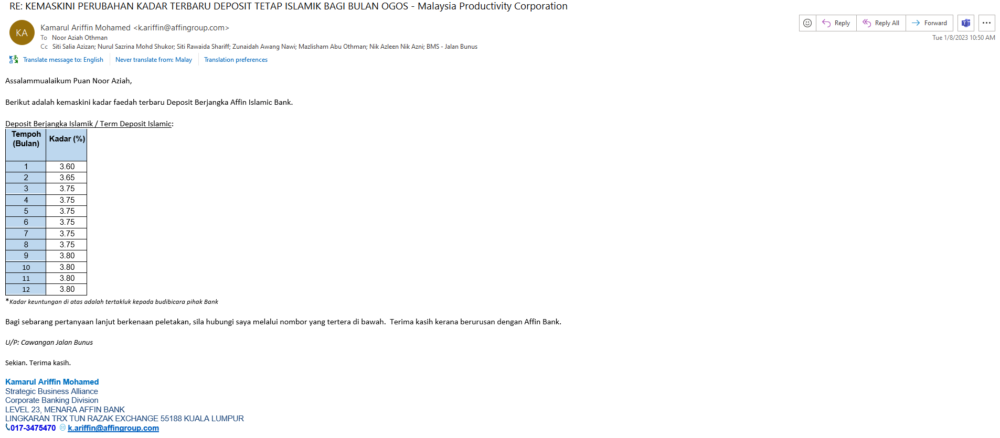 RE: KEMASKINI PERUBAHAN KADAR TERBARU DEPOSIT TETAP ISLAMIK BAGI BULAN OGOS - Malaysia Productivity Corporation
KA
Kamarul Ariffin Mohamed <k.ariffin@affingroup.com>
Reply
Reply All
Forward
To Noor Aziah Othman
Tue 1/8/2023 10:50 AM
Cc Siti Salia Azizan; Nurul Sazrina Mohd Shukor; Siti Rawaida Shariff; Zunaidah Awang Nawi; Mazlisham Abu Othman; Nik Azleen Nik Azni; BMS - Jalan Bunus
Translate message to: English
Never translate from: Malay
Translation preferences
Assalammualaikum Puan Noor Aziah,
Berikut adalah kemaskini kadar faedah terbaru Deposit Berjangka Affin Islamic Bank.
Deposit Berjangka Islamik / Term Deposit Islamic:
Tempoh (Bulan) Kadar (%)
1 3.60
2 3.65
3 3.75
4 3.75
5 3.75
6 3.75
7 3.75
8 3.75
9 3.80
10 3.80
11 3.80
12 3.80
*Kadar keuntungan di atas adalah tertakluk kepada budibicara pihak Bank
Bagi sebarang pertanyaan lanjut berkenaan peletakan, sila hubungi saya melalui nombor yang tertera di bawah. Terima kasih kerana berurusan dengan Affin Bank.
U/P: Cawangan Jalan Bunus
Sekian. Terima kasih.
Kamarul Ariffin Mohamed
Strategic Business Alliance
Corporate Banking Division
LEVEL 23, MENARA AFFIN BANK
LINGKARAN TRX TUN RAZAK EXCHANGE 55188 KUALA LUMPUR
017-3475470 k.ariffin@affingroup.com